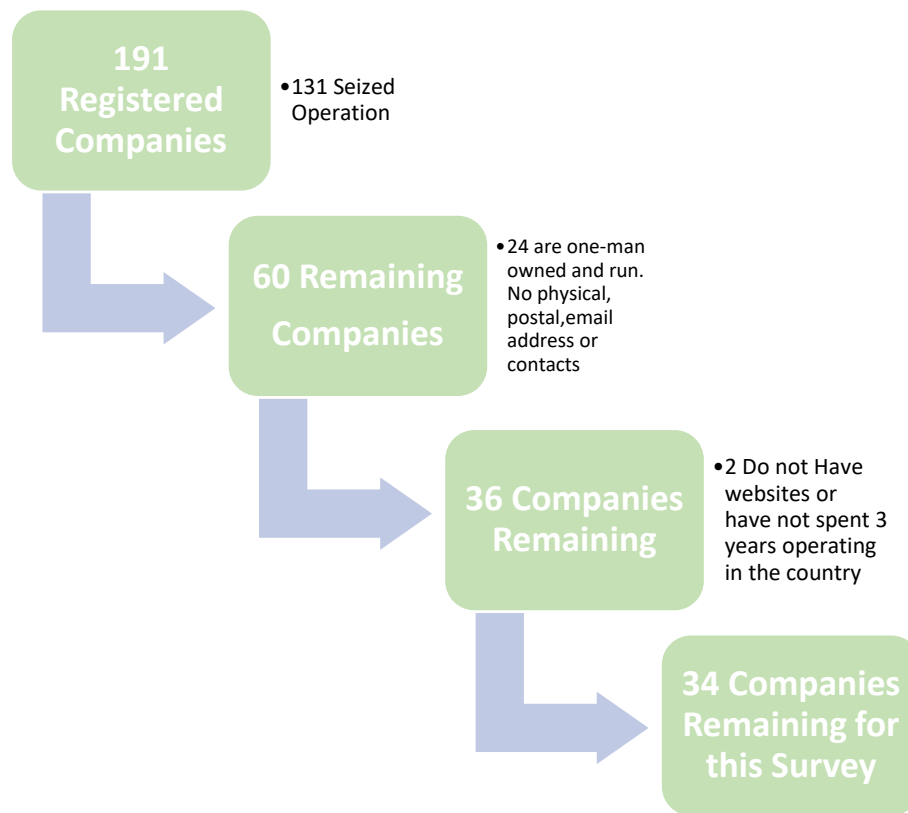 191
Registered
Companies
•131 Seized
Operation
60 Remaining
Companies
•24 are one-man
owned and run.
No physical,
postal,email
address or
contacts
36 Companies
Remaining
•2 Do not Have
websites or
have not spent 3
years operating
in the country
34 Companies
Remaining for
this Survey